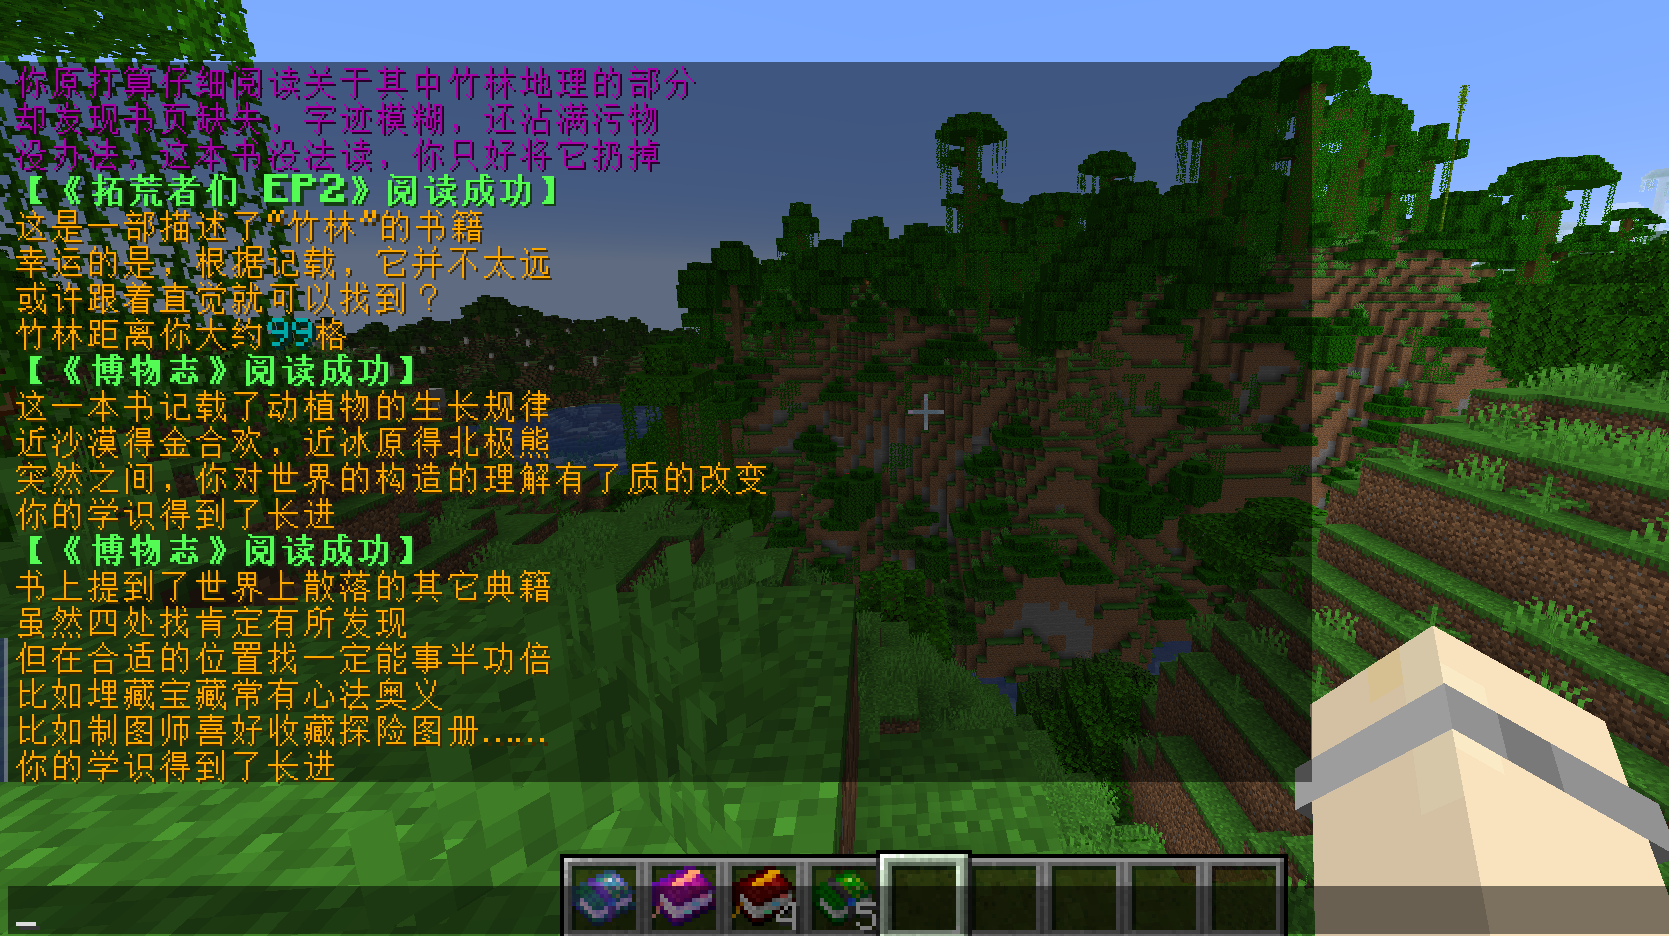 你原打算仔细阅读关于其中竹林地理的部分
却发现书页缺失，字迹模糊，还沾满污物
没办法，这本书没法读，你只好将它扔掉
【《拓荒者们 EP2》阅读成功】
这是一部描述了“竹林”的书籍
幸运的是，根据记载，它并不太远
或许跟着直觉就可以找到？
竹林距离你大约99格
【《博物志》阅读成功】
这一本书记载了动植物的生长规律
近沙漠得金合欢，近冰原得北极熊
突然之间，你对世界的构造的理解有了质的改变
你的学识得到了长进
【《博物志》阅读成功】
书上提到了世界上散落的其它典籍
虽然四处找肯定有所发现
但在合适的位置找一定能事半功倍
比如埋藏宝藏常有心法奥义
比如制图师喜好收藏探险图册……
你的学识得到了长进
4 5